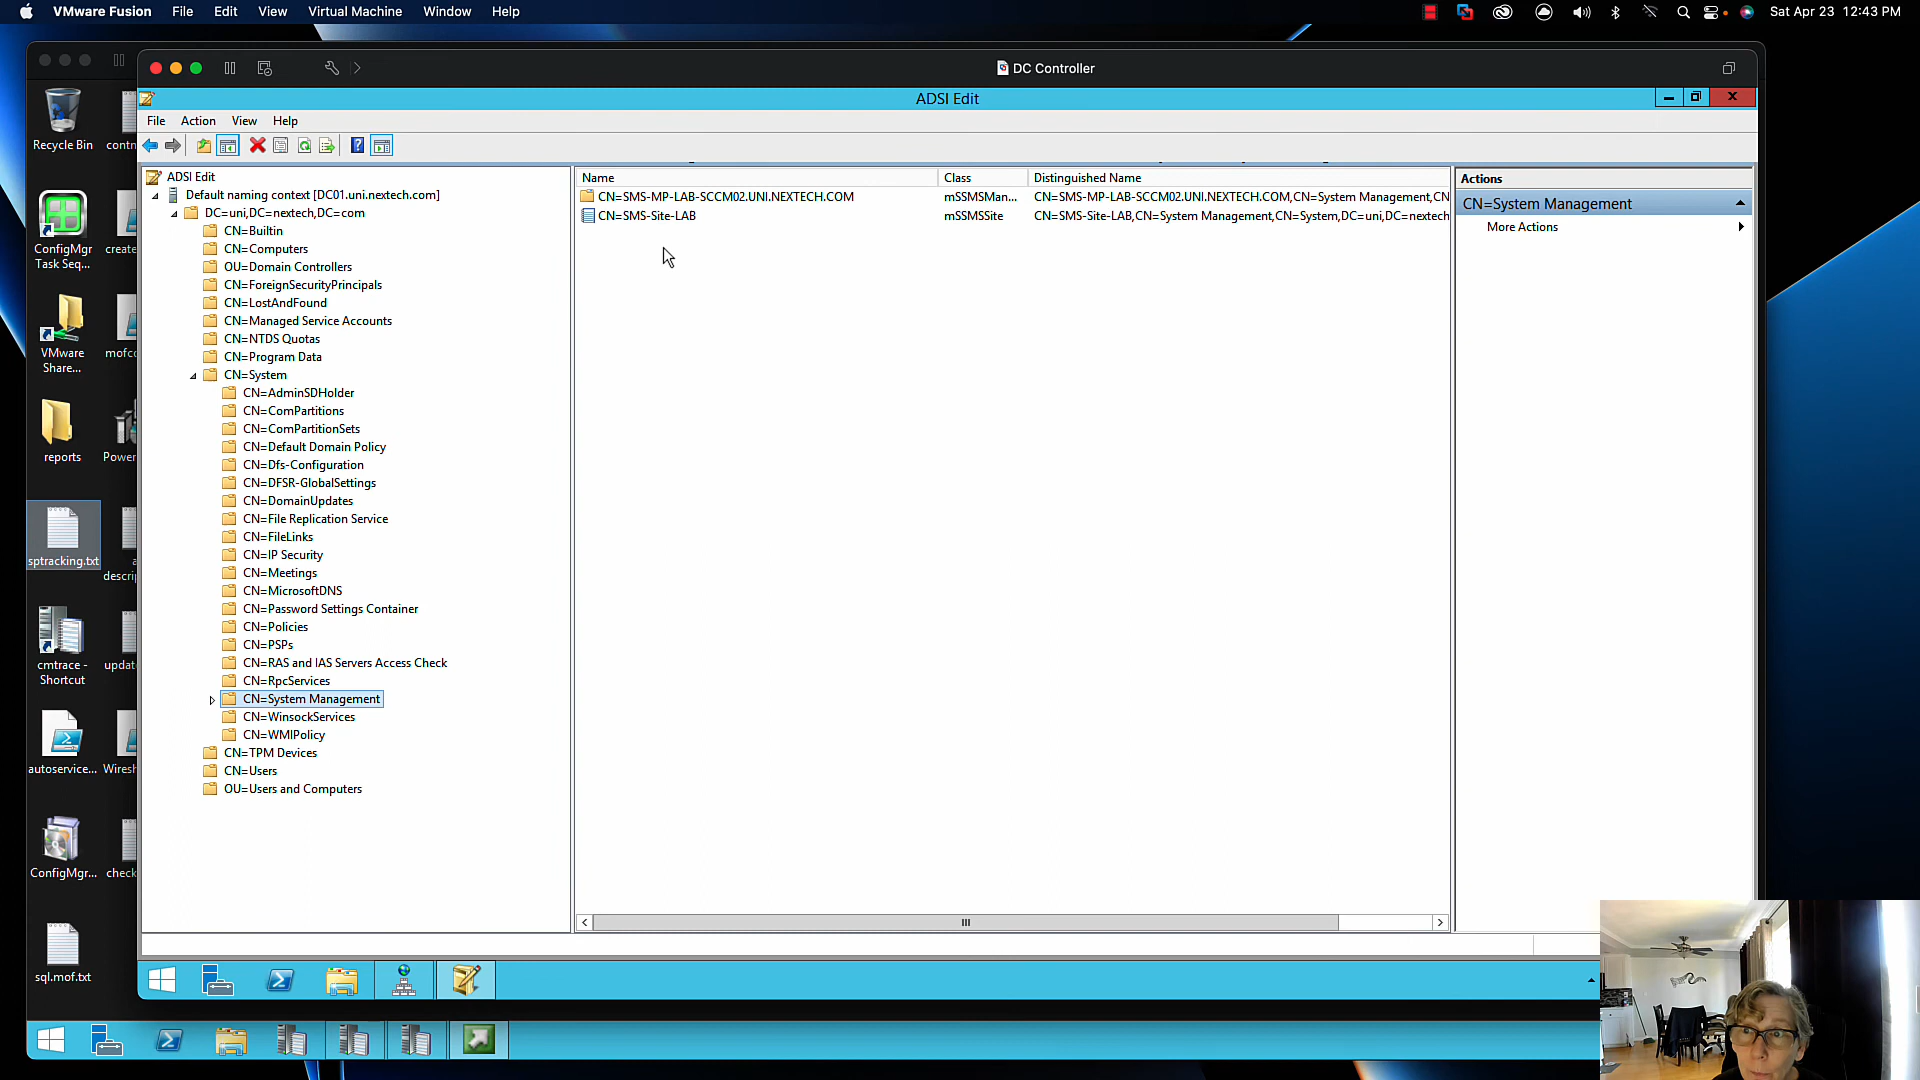 VMware Fusion File Edit View Virtual Machine Window Help Sat Apr 23 12:43 PM
DC Controller
ADSI Edit
File Action View Help
Recycle Bin
ConfigMgr
Task Seq...
create
VMware
Share...
mofco
reports
Power
sptracking.txt
descrip
cmtrace -
Shortcut
update
autoservice...
Wiresh
ConfigMgr...
check
sql.mof.txt
ADSI Edit
Default naming context [DC01.uni.nextech.com]
DC=uni,DC=nextech,DC=com
CN=Builtin
CN=Computers
OU=Domain Controllers
CN=ForeignSecurityPrincipals
CN=LostAndFound
CN=Managed Service Accounts
CN=NTDS Quotas
CN=Program Data
CN=System
CN=AdminSDHolder
CN=ComPartitions
CN=ComPartitionSets
CN=Default Domain Policy
CN=Dfs-Configuration
CN=DFSR-GlobalSettings
CN=DomainUpdates
CN=File Replication Service
CN=FileLinks
CN=IP Security
CN=Meetings
CN=MicrosoftDNS
CN=Password Settings Container
CN=Policies
CN=PSPs
CN=RAS and IAS Servers Access Check
CN=RpcServices
CN=System Management
CN=WinsockServices
CN=WMIPolicy
CN=TPM Devices
CN=Users
OU=Users and Computers
Name Class Distinguished Name
CN=SMS-MP-LAB-SCCM02.UNI.NEXTECH.COM mSSMSMan... CN=SMS-MP-LAB-SCCM02.UNI.NEXTECH.COM,CN=System Management,CN
CN=SMS-Site-LAB mSSMSSite CN=SMS-Site-LAB,CN=System Management,CN=System,DC=uni,DC=nextech
Actions
CN=System Management
More Actions